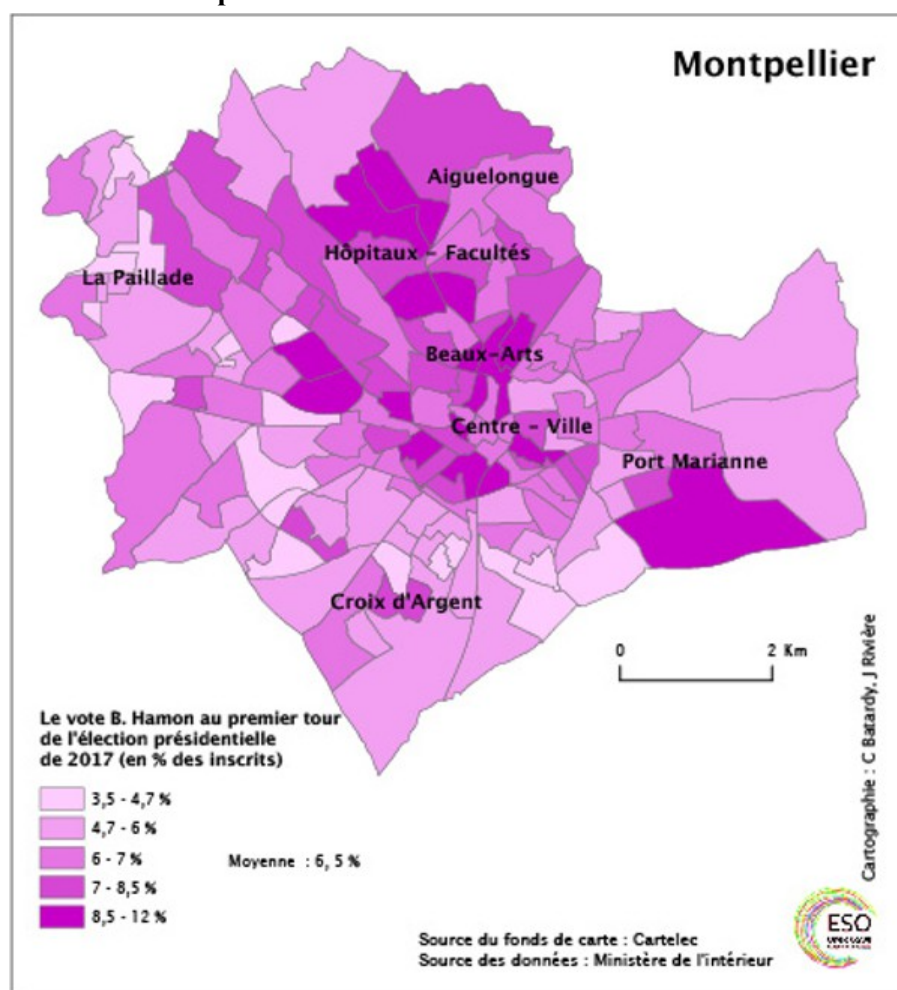 Montpellier
Aiguelongue
Hôpitaux - Facultés
La Paillade
Beaux-Arts
Centre - Ville
Port Marianne
Croix d'Argent
0 2 Km
Le vote B. Hamon au premier tour
de l'élection présidentielle
de 2017 (en % des inscrits)
3,5 - 4,7 %
4,7 - 6 %
6 - 7 %
7 - 8,5 %
8,5 - 12 %
Moyenne : 6, 5 %
Cartographie : C Batardy, J Rivière
ESO
Source du fonds de carte : Cartelec
Source des données : Ministère de l'intérieur